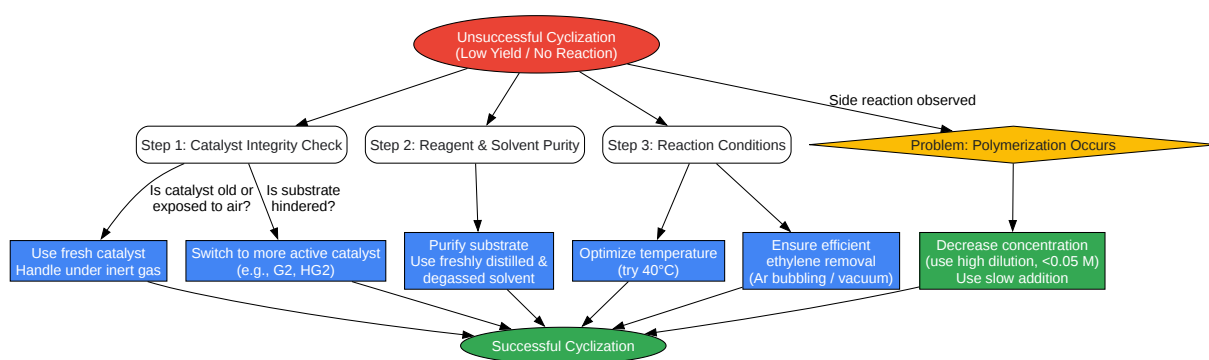 Unsuccessful Cyclization
(Low Yield / No Reaction)
Side reaction observed
Step 1: Catalyst Integrity Check
Step 2: Reagent & Solvent Purity
Step 3: Reaction Conditions
Problem: Polymerization Occurs
Is catalyst old or
exposed to air?
Is substrate
hindered?
Use fresh catalyst
Handle under inert gas
Switch to more active catalyst
(e.g., G2, HG2)
Purify substrate
Use freshly distilled &
degassed solvent
Optimize temperature
(try 40°C)
Ensure efficient
ethylene removal
(Ar bubbling / vacuum)
Decrease concentration
(use high dilution, <0.05 M)
Use slow addition
Successful Cyclization